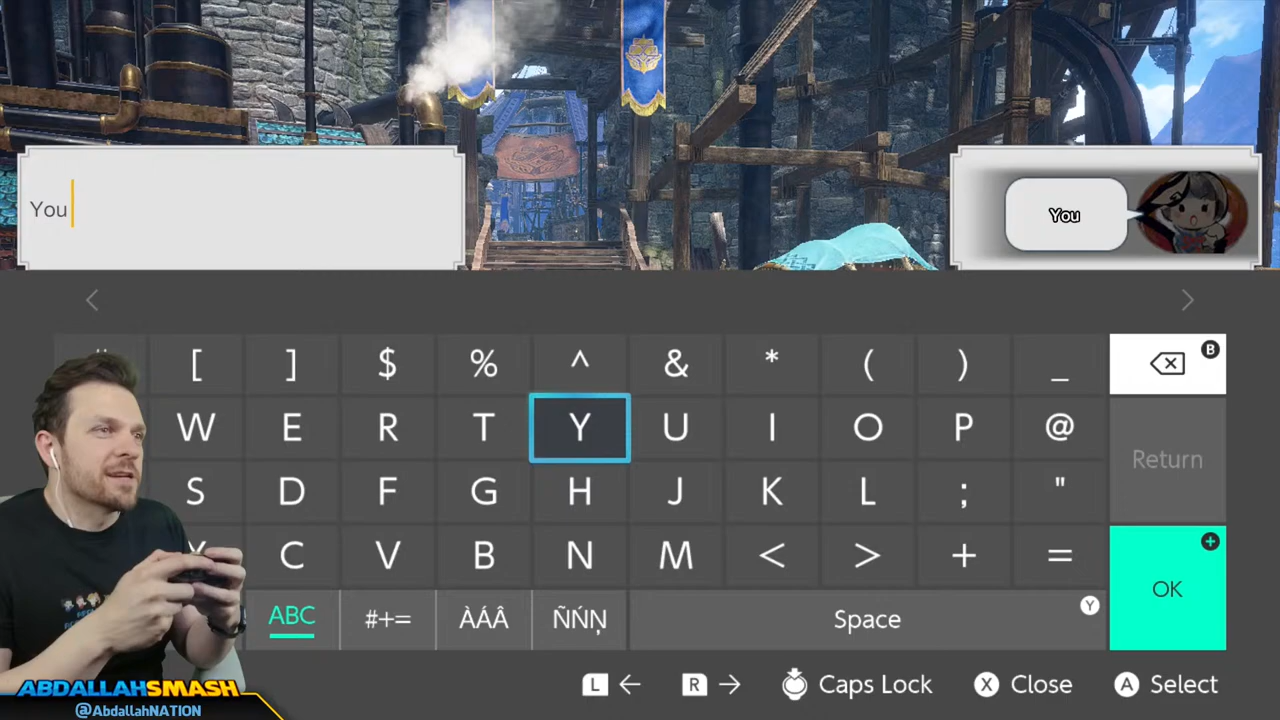 You
You
[ ] $ % ^ & * ( ) _ B
W E R T Y U I O P @ Return
S D F G H J K L ; "
C V B N M < > + = +
OK
ABC #+= ÀÁÂ ÑŃŅ Space Y
L ← R → Caps Lock X Close A Select
ABDALLAHSMASH
@AbdallahNATION